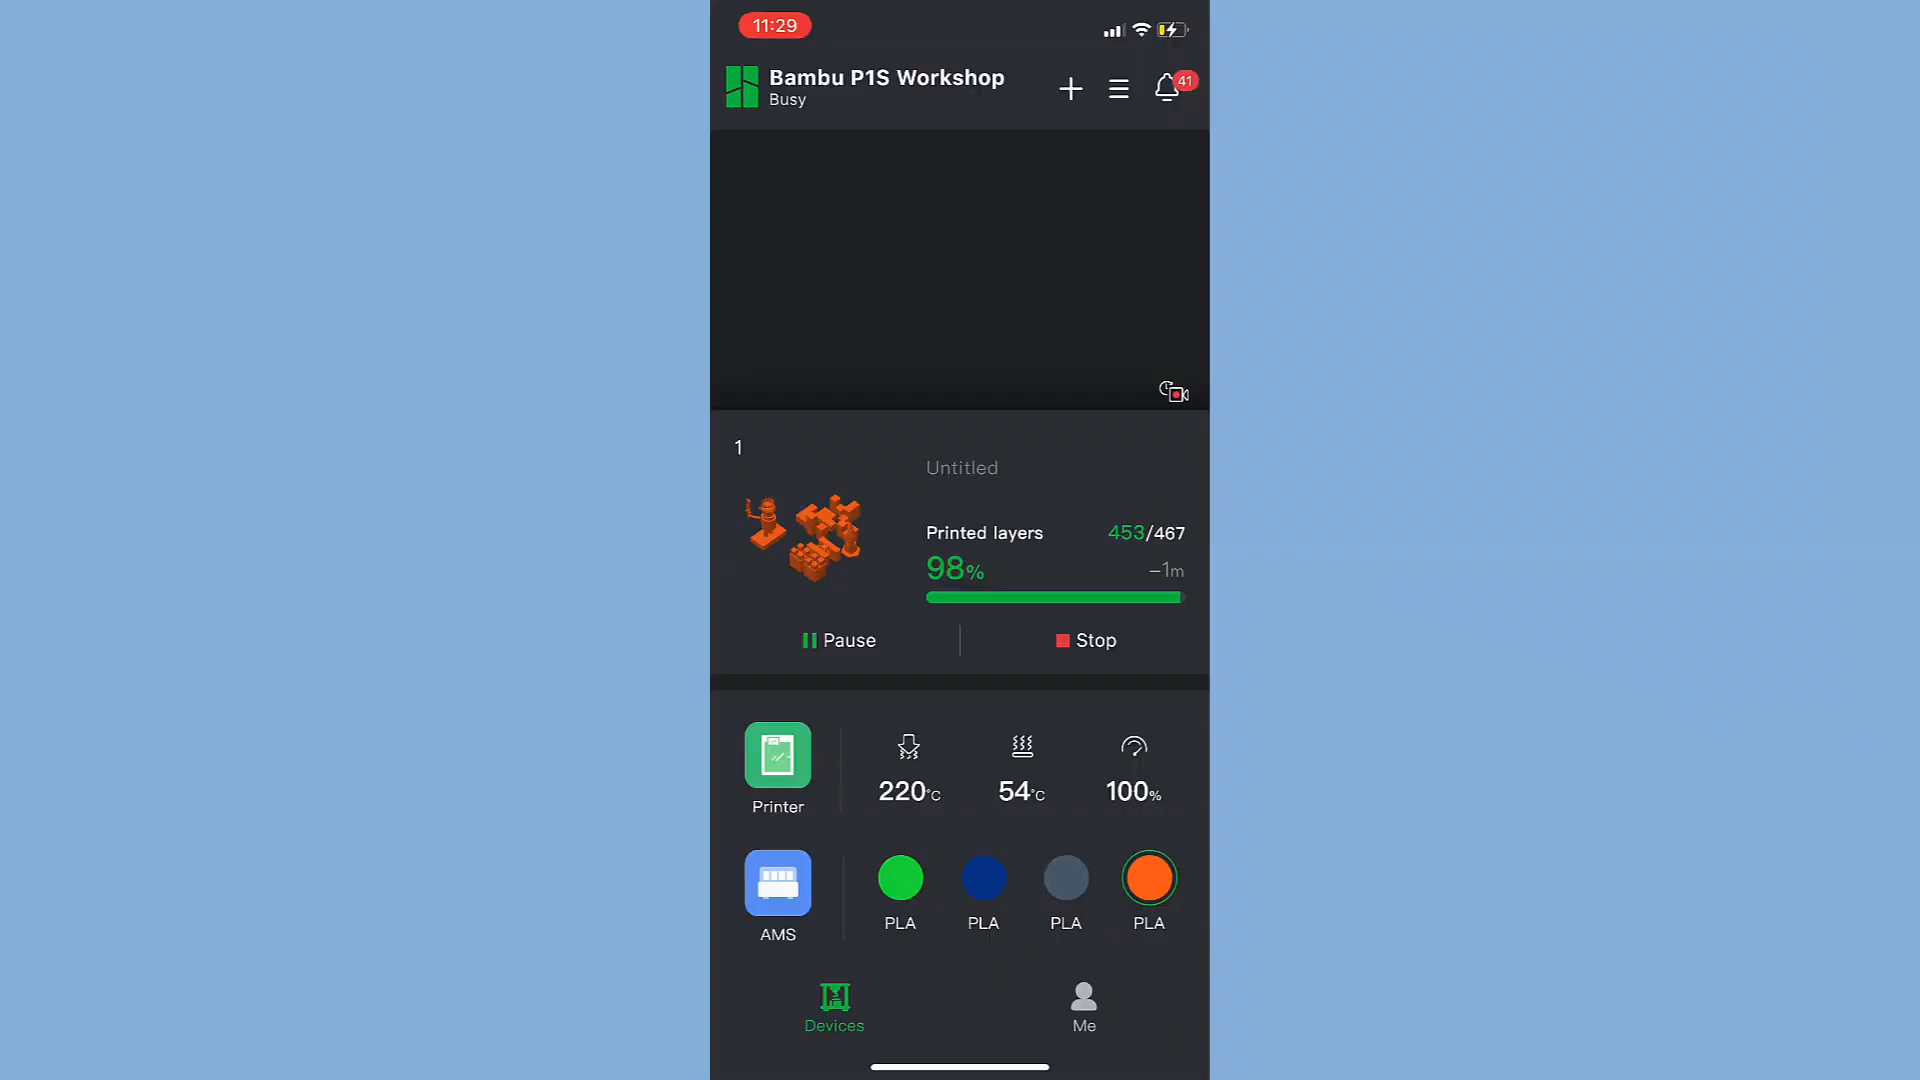 11:29
Bambu P1S Workshop
Busy
41
1
Untitled
Printed layers 453/467
98% −1m
Pause Stop
Printer
220°C 54°C 100%
AMS
PLA PLA PLA PLA
Devices Me